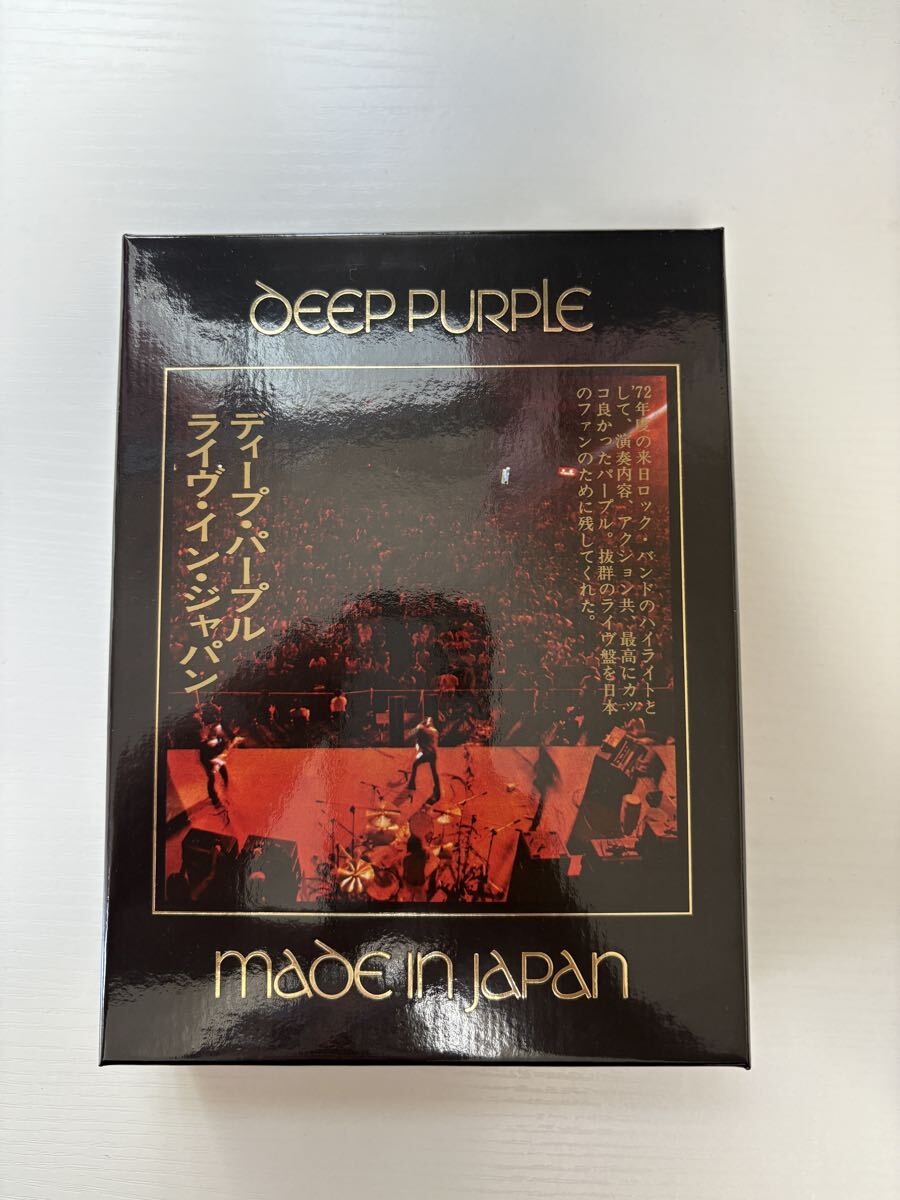 DEEP PURPLE
'72年度の来日ロック・バンドのハイライトと
して、演奏内容、アクション共、最高にカッ
コ良かったパープル。抜群のライヴ盤を日本
のファンのために残してくれた。
ディープ・パープル
ライヴ・イン・ジャパン
made in japan